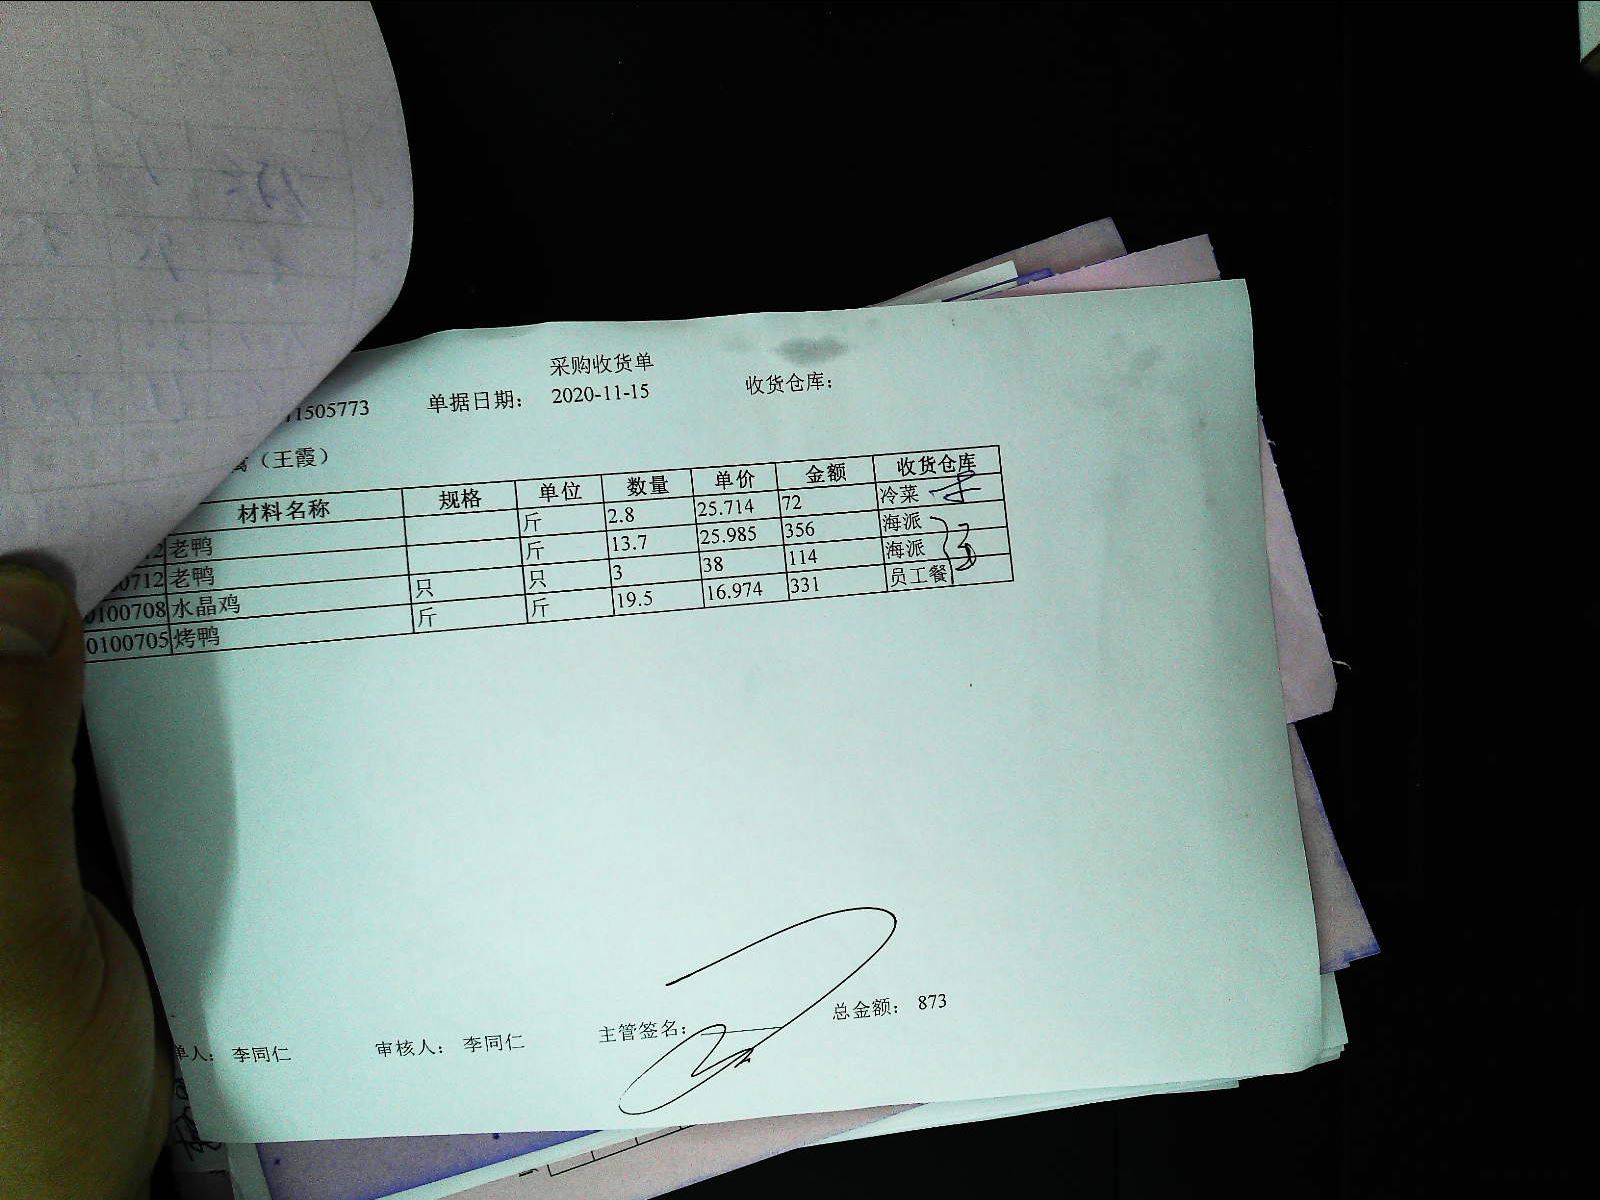 采购收货单
11505773 单据日期： 2020-11-15 收货仓库：
（王霞）
材料名称 规格 单位 数量 单价 金额 收货仓库
12 老鸭 斤 2.8 25.714 72 冷菜
00712 老鸭 斤 13.7 25.985 356 海派
0100708 水晶鸡 只 只 3 38 114 海派
0100705 烤鸭 斤 斤 19.5 16.974 331 员工餐
单人： 李同仁 审核人： 李同仁 主管签名： 总金额： 873